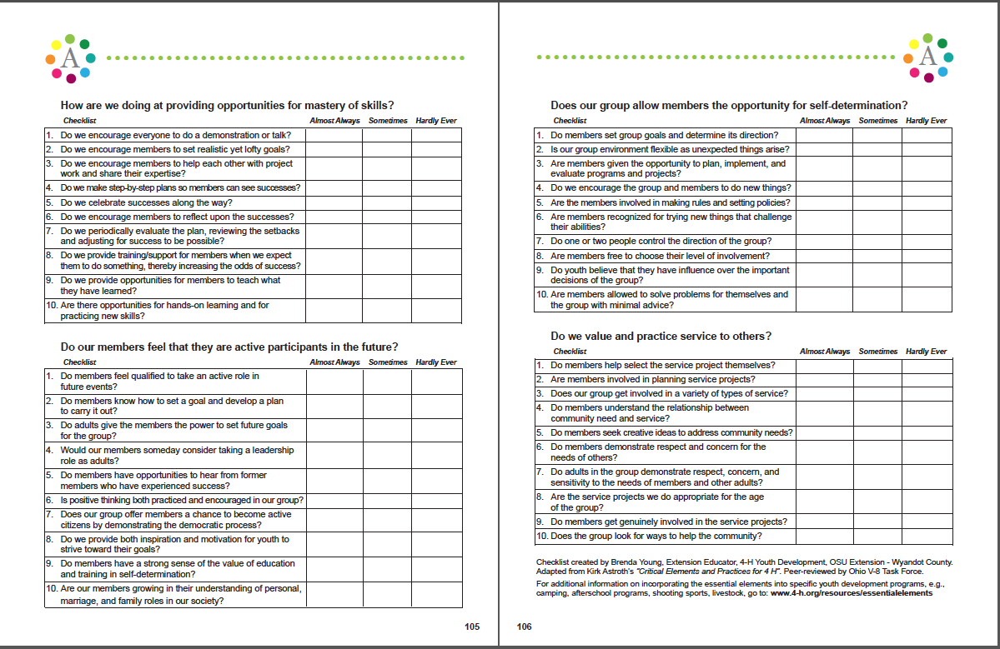 A
How are we doing at providing opportunities for mastery of skills?
Checklist Almost Always Sometimes Hardly Ever
1. Do we encourage everyone to do a demonstration or talk?
2. Do we encourage members to set realistic yet lofty goals?
3. Do we encourage members to help each other with project
work and share their expertise?
4. Do we make step-by-step plans so members can see successes?
5. Do we celebrate successes along the way?
6. Do we encourage members to reflect upon the successes?
7. Do we periodically evaluate the plan, reviewing the setbacks
and adjusting for success to be possible?
8. Do we provide training/support for members when we expect
them to do something, thereby increasing the odds of success?
9. Do we provide opportunities for members to teach what
they have learned?
10. Are there opportunities for hands-on learning and for
practicing new skills?
Do our members feel that they are active participants in the future?
Checklist Almost Always Sometimes Hardly Ever
1. Do members feel qualified to take an active role in
future events?
2. Do members know how to set a goal and develop a plan
to carry it out?
3. Do adults give the members the power to set future goals
for the group?
4. Would our members someday consider taking a leadership
role as adults?
5. Do members have opportunities to hear from former
members who have experienced success?
6. Is positive thinking both practiced and encouraged in our group?
7. Does our group offer members a chance to become active
citizens by demonstrating the democratic process?
8. Do we provide both inspiration and motivation for youth to
strive toward their goals?
9. Do members have a strong sense of the value of education
and training in self-determination?
10. Are our members growing in their understanding of personal,
marriage, and family roles in our society?
105
A
Does our group allow members the opportunity for self-determination?
Checklist Almost Always Sometimes Hardly Ever
1. Do members set group goals and determine its direction?
2. Is our group environment flexible as unexpected things arise?
3. Are members given the opportunity to plan, implement, and
evaluate programs and projects?
4. Do we encourage the group and members to do new things?
5. Are the members involved in making rules and setting policies?
6. Are members recognized for trying new things that challenge
their abilities?
7. Do one or two people control the direction of the group?
8. Are members free to choose their level of involvement?
9. Do youth believe that they have influence over the important
decisions of the group?
10. Are members allowed to solve problems for themselves and
the group with minimal advice?
Do we value and practice service to others?
Checklist Almost Always Sometimes Hardly Ever
1. Do members help select the service project themselves?
2. Are members involved in planning service projects?
3. Does our group get involved in a variety of types of service?
4. Do members understand the relationship between
community need and service?
5. Do members seek creative ideas to address community needs?
6. Do members demonstrate respect and concern for the
needs of others?
7. Do adults in the group demonstrate respect, concern, and
sensitivity to the needs of members and other adults?
8. Are the service projects we do appropriate for the age
of the group?
9. Do members get genuinely involved in the service projects?
10. Does the group look for ways to help the community?
Checklist created by Brenda Young, Extension Educator, 4-H Youth Development, OSU Extension - Wyandot County.
Adapted from Kirk Astroth's "Critical Elements and Practices for 4 H". Peer-reviewed by Ohio V-8 Task Force.
For additional information on incorporating the essential elements into specific youth development programs, e.g.,
camping, afterschool programs, shooting sports, livestock, go to: www.4-h.org/resources/essentialelements
106